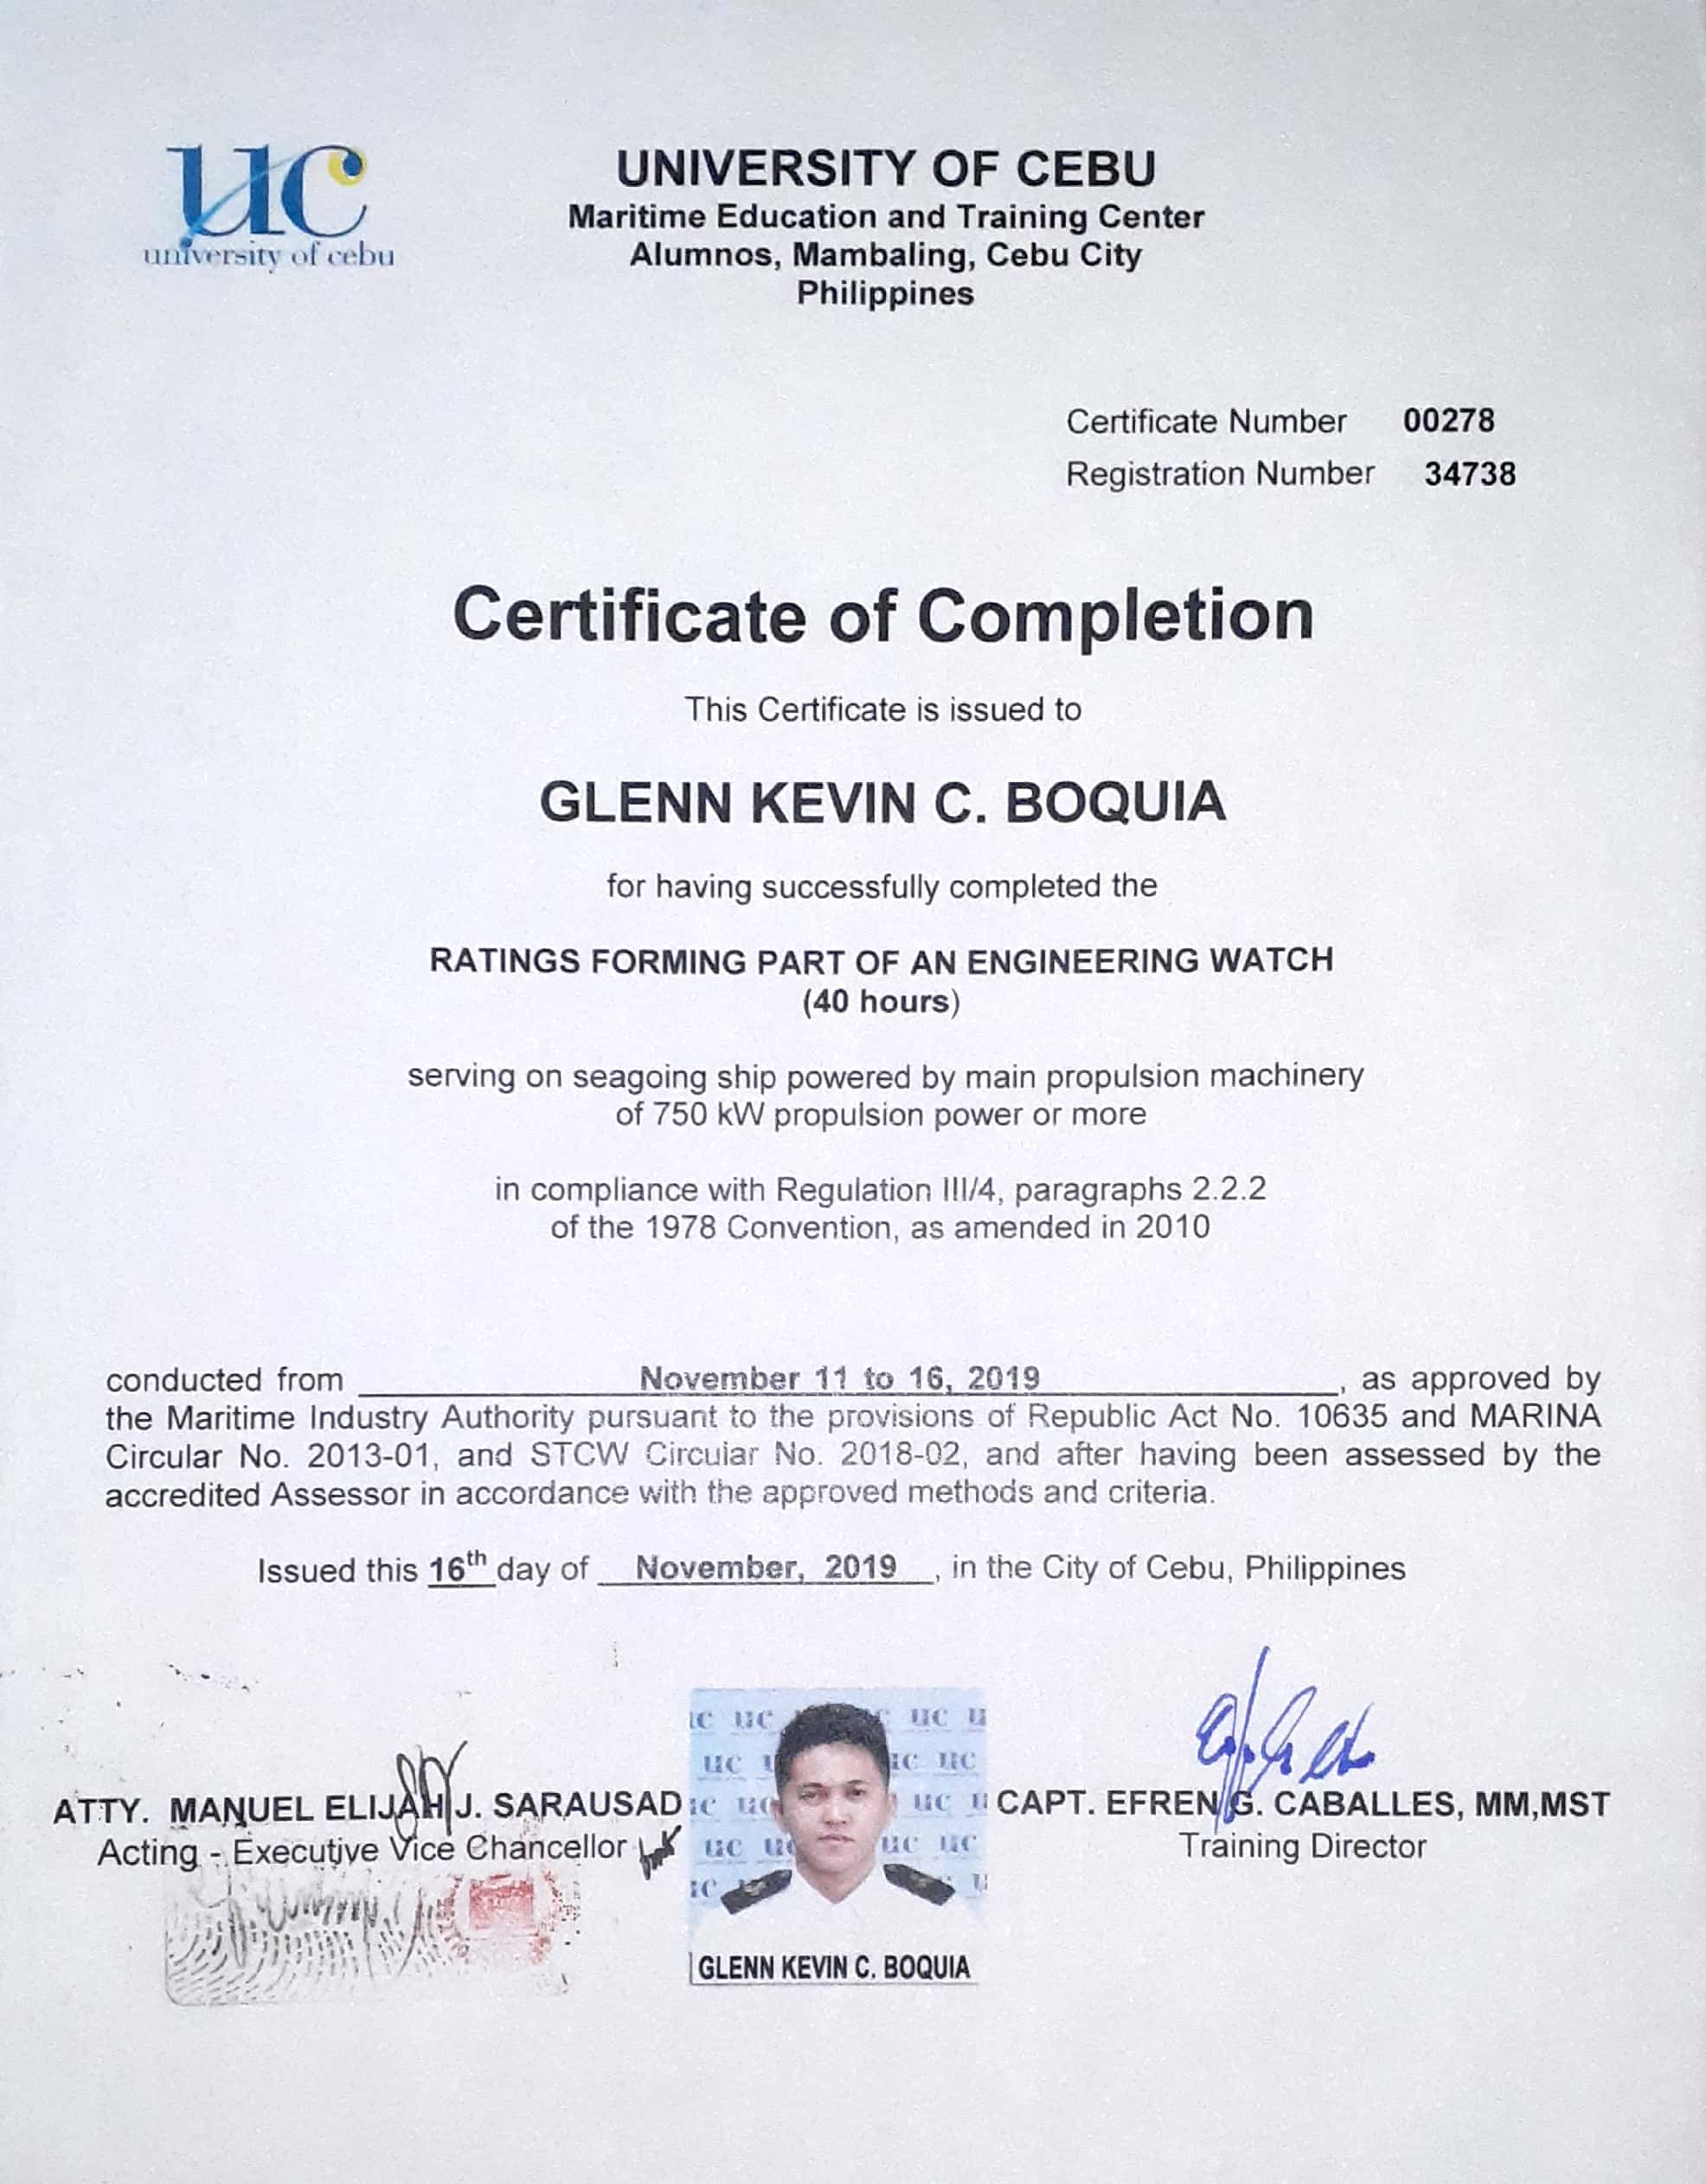 uc
university of cebu
UNIVERSITY OF CEBU
Maritime Education and Training Center
Alumnos, Mambaling, Cebu City
Philippines
Certificate Number 00278
Registration Number 34738
Certificate of Completion
This Certificate is issued to
GLENN KEVIN C. BOQUIA
for having successfully completed the
RATINGS FORMING PART OF AN ENGINEERING WATCH
(40 hours)
serving on seagoing ship powered by main propulsion machinery
of 750 kW propulsion power or more
in compliance with Regulation III/4, paragraphs 2.2.2
of the 1978 Convention, as amended in 2010
conducted from November 11 to 16, 2019, as approved by
the Maritime Industry Authority pursuant to the provisions of Republic Act No. 10635 and MARINA
Circular No. 2013-01, and STCW Circular No. 2018-02, and after having been assessed by the
accredited Assessor in accordance with the approved methods and criteria.
Issued this 16th day of November, 2019, in the City of Cebu, Philippines
ATTY. MANUEL ELIJAH J. SARAUSAD
Acting - Executive Vice Chancellor
CAPT. EFREN G. CABALLES, MM,MST
Training Director
GLENN KEVIN C. BOQUIA